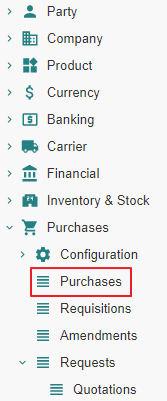 Party
Company
Product
Currency
Banking
Carrier
Financial
Inventory & Stock
Purchases
Configuration
Purchases
Requisitions
Amendments
Requests
Quotations